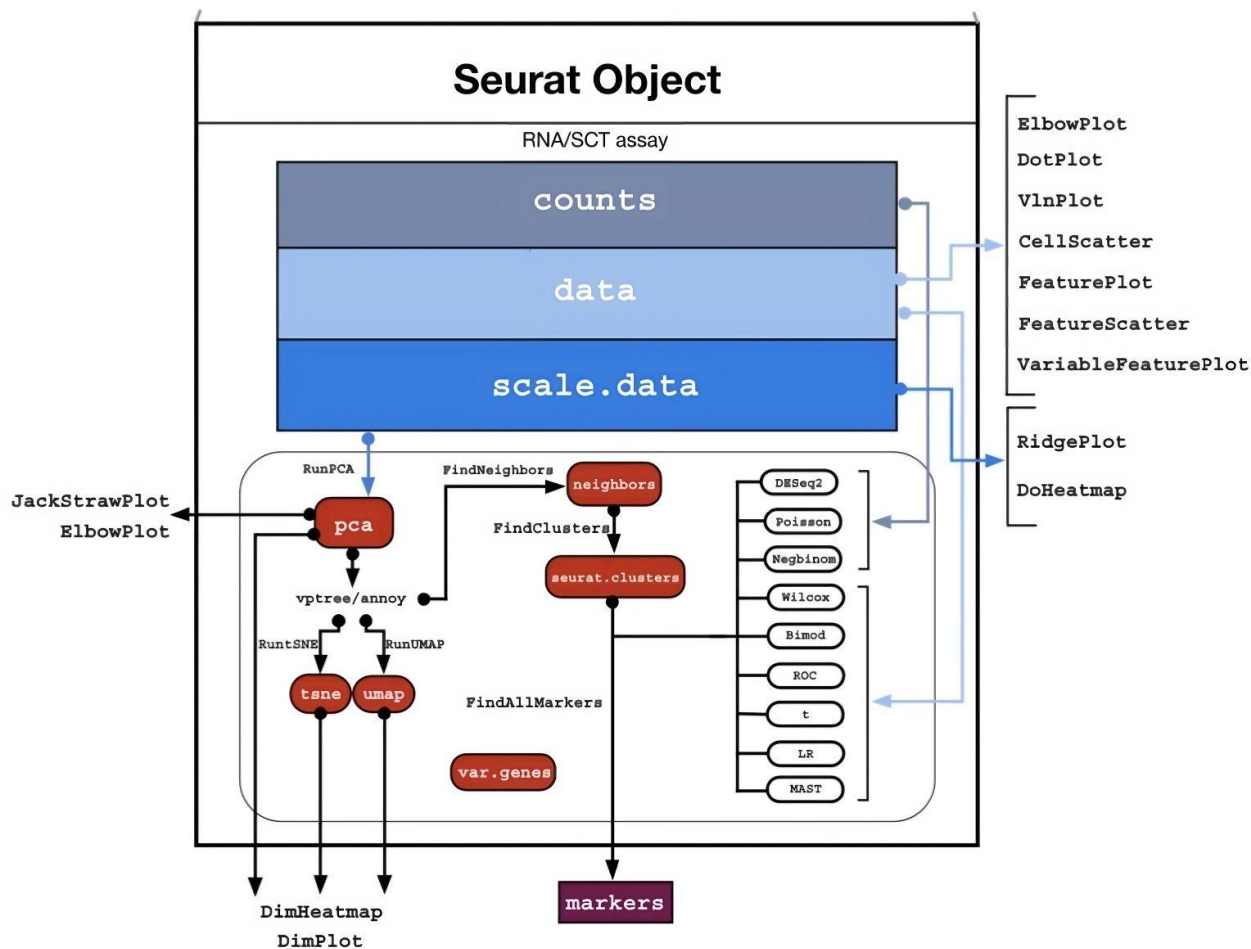 Seurat Object
RNA/SCT assay
counts
data
scale.data
ElbowPlot
DotPlot
VlnPlot
CellScatter
FeaturePlot
FeatureScatter
VariableFeaturePlot
RidgePlot
DoHeatmap
RunPCA
FindNeighbors
neighbors
JackStrawPlot
ElbowPlot
pca
FindClusters
seurat.clusters
vptree/annoy
RuntSNE
RunUMAP
tsne
umap
FindAllMarkers
var.genes
DESeq2
Poisson
Negbinom
Wilcox
Bimod
ROC
t
LR
MAST
DimHeatmap
DimPlot
markers